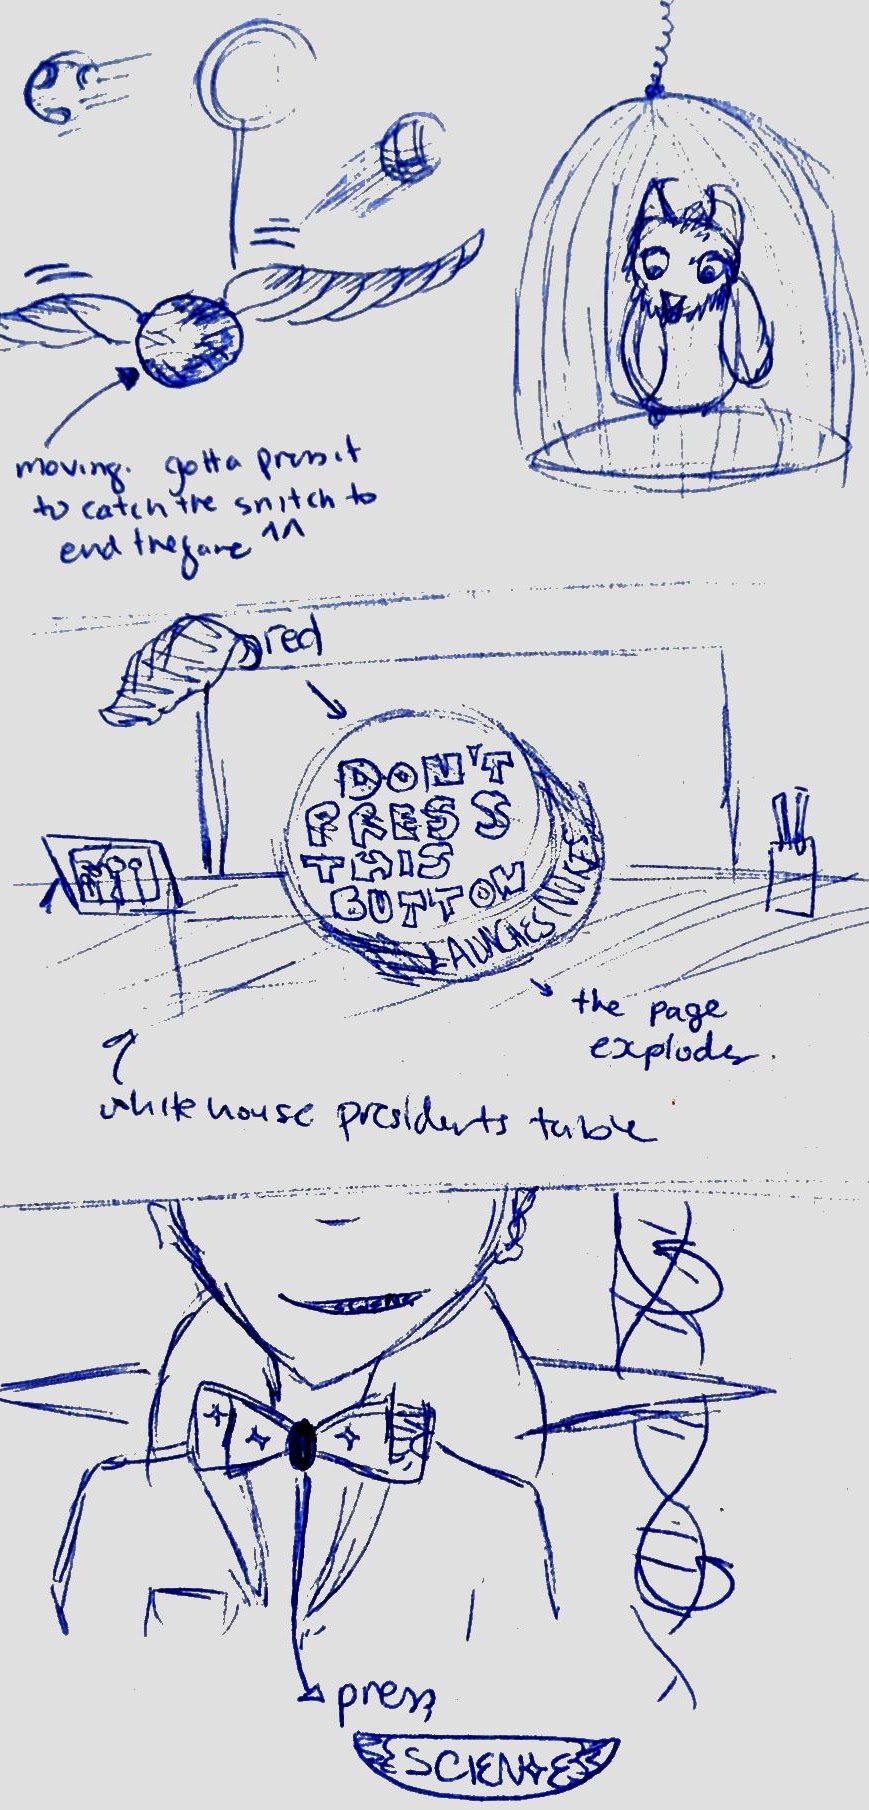 moving. gotta press it
to catch the snitch to
end the game ^^
red
DON'T
PRESS
THIS
BUTTON
LAUNCHES NUKES
the page
explodes.
white house presidents table
press
SCIENCE